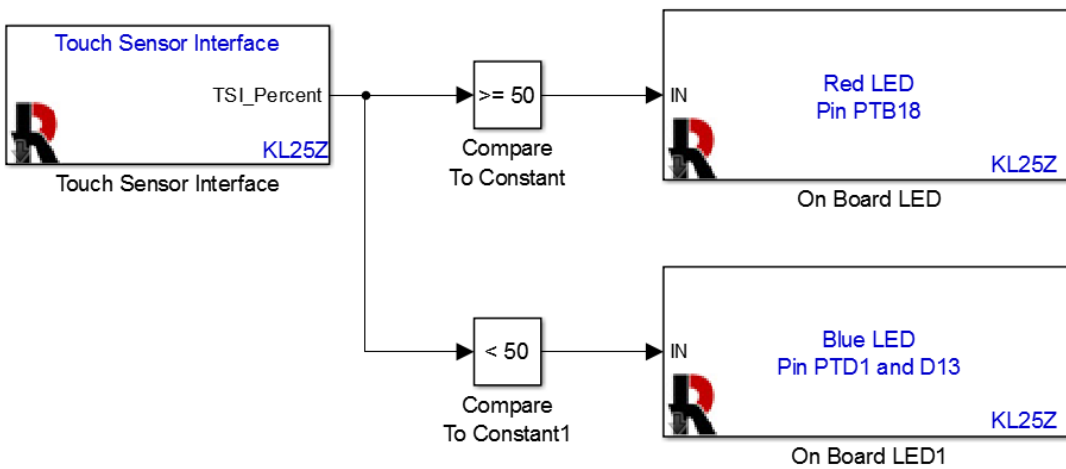 Touch Sensor Interface
TSI_Percent
KL25Z
Touch Sensor Interface
>= 50
Compare
To Constant
IN
Red LED
Pin PTB18
KL25Z
On Board LED
< 50
Compare
To Constant1
IN
Blue LED
Pin PTD1 and D13
KL25Z
On Board LED1